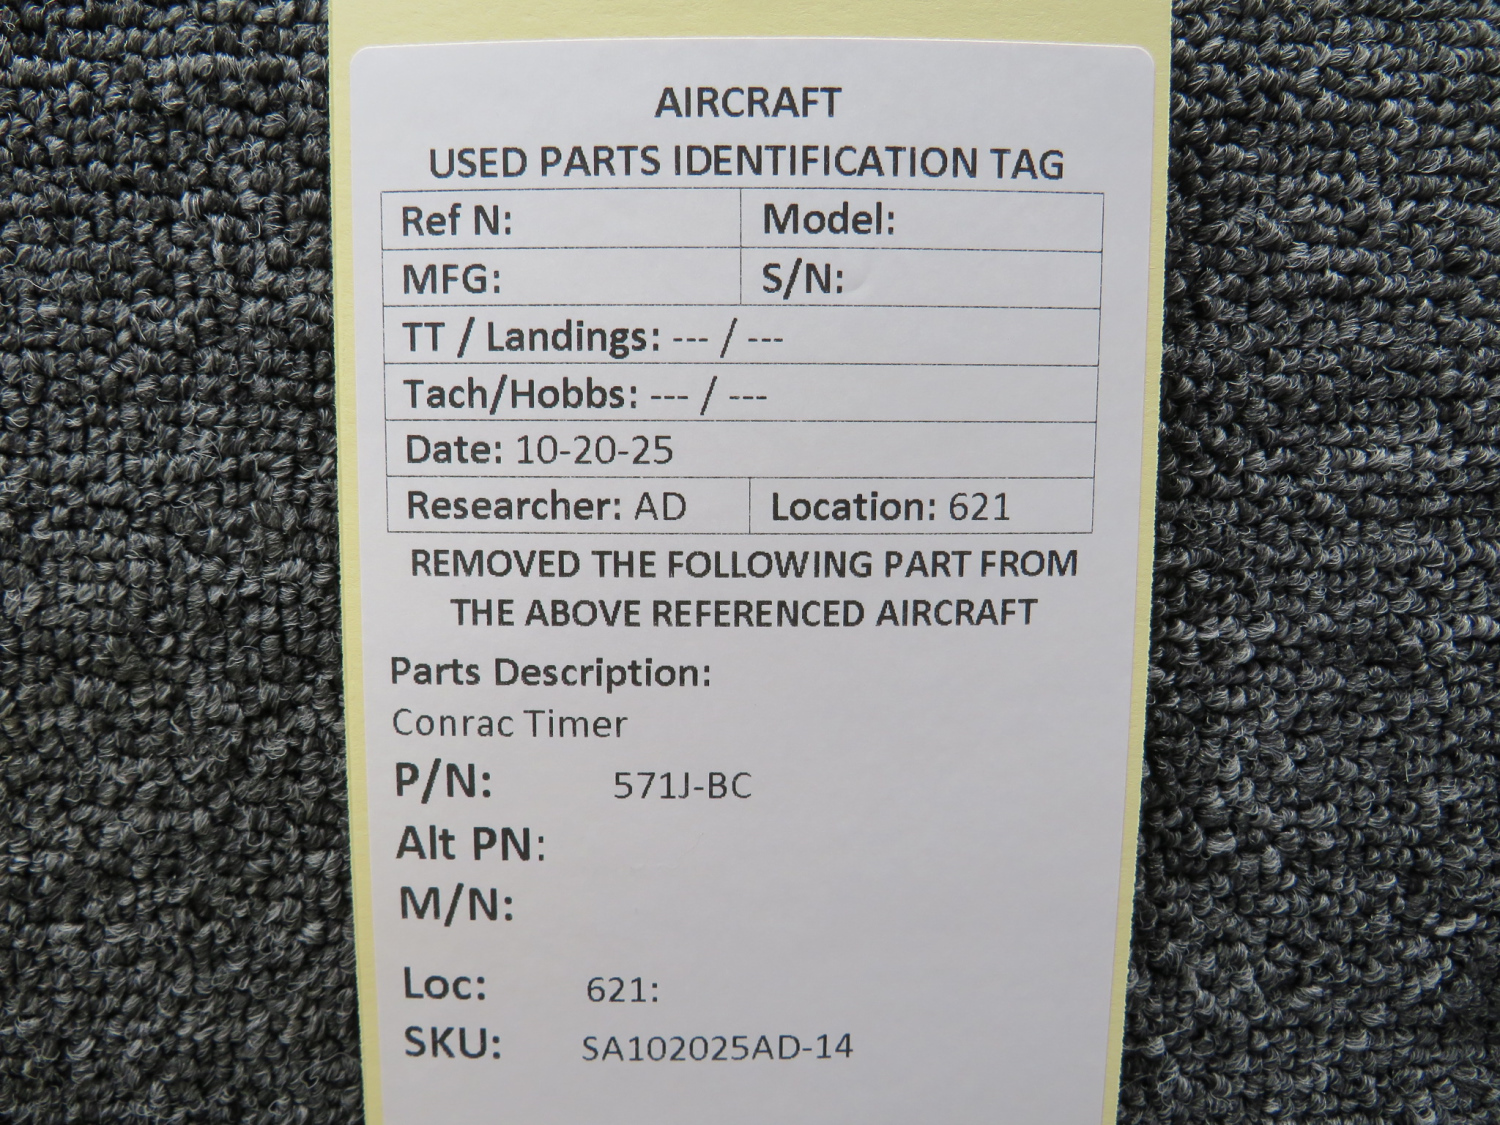 AIRCRAFT
USED PARTS IDENTIFICATION TAG
Ref N: Model:
MFG: S/N:
TT / Landings: --- / ---
Tach/Hobbs: --- / ---
Date: 10-20-25
Researcher: AD Location: 621
REMOVED THE FOLLOWING PART FROM
THE ABOVE REFERENCED AIRCRAFT
Parts Description:
Conrac Timer
P/N: 571J-BC
Alt PN:
M/N:
Loc: 621:
SKU: SA102025AD-14